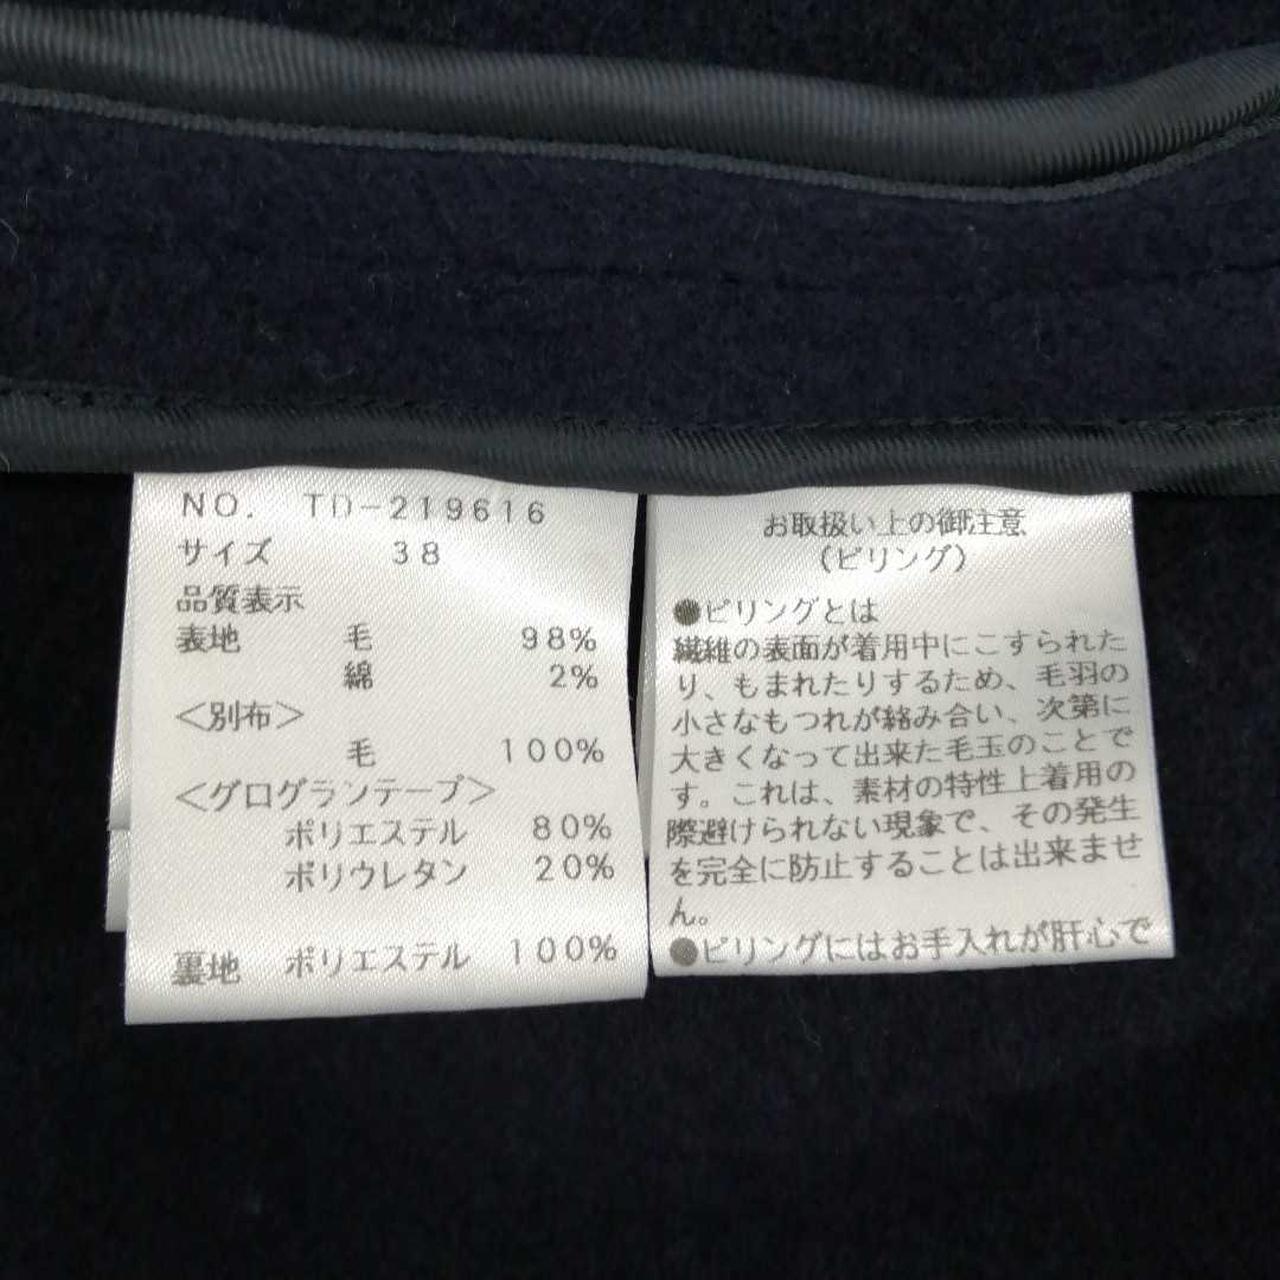 NO. TD-219616
サイズ 38
品質表示
表地 毛 98%
綿 2%
＜別布＞
毛 100%
＜グログランテープ＞
ポリエステル 80%
ポリウレタン 20%
裏地 ポリエステル 100%
お取扱い上の御注意
（ピリング）
●ピリングとは
繊維の表面が着用中にこすられた
り、もまれたりするため、毛羽の
小さなもつれが絡み合い、次第に
大きくなって出来た毛玉のことで
す。これは、素材の特性上着用の
際避けられない現象で、その発生
を完全に防止することは出来ませ
ん。
●ピリングにはお手入れが肝心で